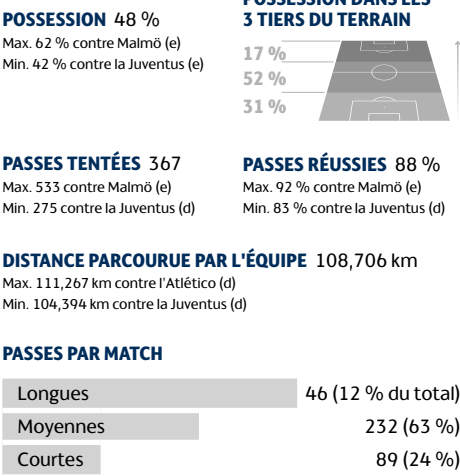 POSSESSION 48 %
Max. 62 % contre Malmö (e)
Min. 42 % contre la Juventus (e)
POSSESSION DANS LES
3 TIERS DU TERRAIN
17 %
52 %
31 %
PASSES TENTÉES 367
Max. 533 contre Malmö (e)
Min. 275 contre la Juventus (d)
PASSES RÉUSSIES 88 %
Max. 92 % contre Malmö (e)
Min. 83 % contre la Juventus (d)
DISTANCE PARCOURUE PAR L'ÉQUIPE 108,706 km
Max. 111,267 km contre l'Atlético (d)
Min. 104,394 km contre la Juventus (d)
PASSES PAR MATCH
Longues 46 (12 % du total)
Moyennes 232 (63 %)
Courtes 89 (24 %)